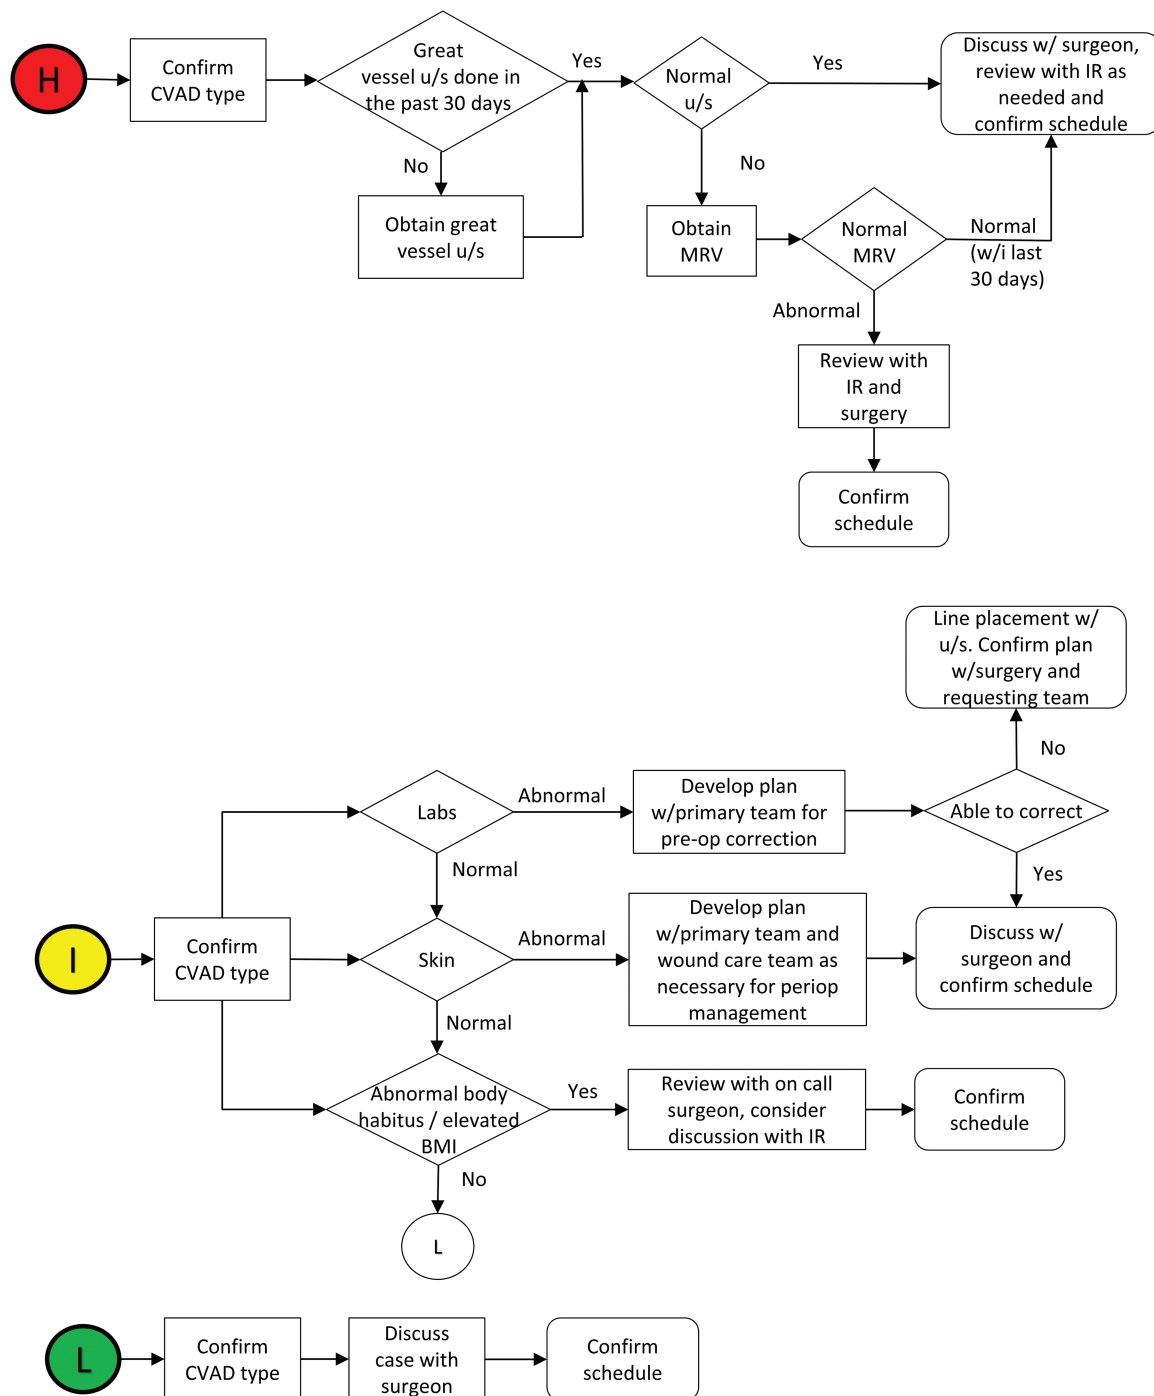 H
Confirm
CVAD type
Great
vessel u/s done in
the past 30 days
Yes
No
Obtain great
vessel u/s
Normal
u/s
Yes
No
Obtain
MRV
Normal
MRV
Normal
(w/i last
30 days)
Discuss w/ surgeon,
review with IR as
needed and
confirm schedule
Abnormal
Review with
IR and
surgery
Confirm
schedule
I
Confirm
CVAD type
Labs
Abnormal
Normal
Develop plan
w/primary team for
pre-op correction
Able to correct
No
Line placement w/
u/s. Confirm plan
w/surgery and
requesting team
Yes
Skin
Abnormal
Normal
Develop plan
w/primary team and
wound care team as
necessary for periop
management
Discuss w/
surgeon and
confirm schedule
Abnormal body
habitus / elevated
BMI
Yes
No
Review with on call
surgeon, consider
discussion with IR
Confirm
schedule
L
L
Confirm
CVAD type
Discuss
case with
surgeon
Confirm
schedule